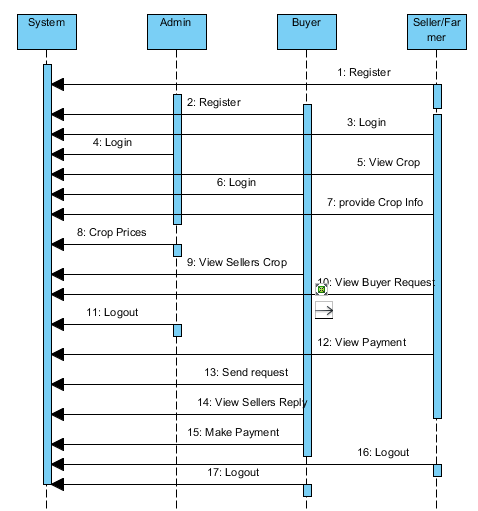 System
Admin
Buyer
Seller/Far
mer
1: Register
2: Register
3: Login
4: Login
5: View Crop
6: Login
7: provide Crop Info
8: Crop Prices
9: View Sellers Crop
10: View Buyer Request
11: Logout
12: View Payment
13: Send request
14: View Sellers Reply
15: Make Payment
16: Logout
17: Logout